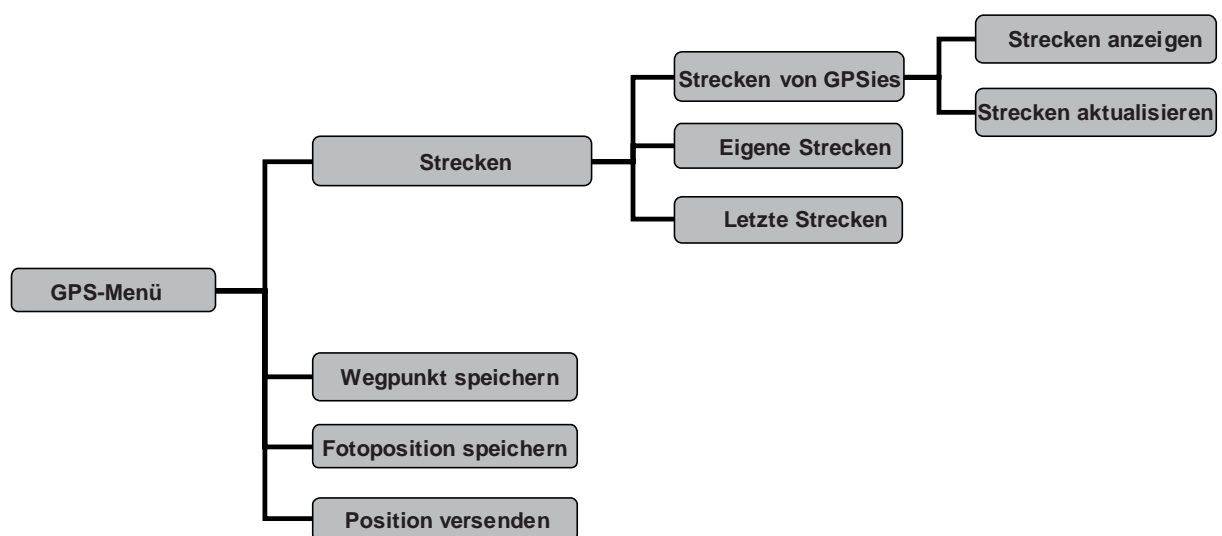 Strecken anzeigen
Strecken von GPSies
Strecken aktualisieren
Eigene Strecken
Strecken
Letzte Strecken
GPS-Menü
Wegpunkt speichern
Fotoposition speichern
Position versenden